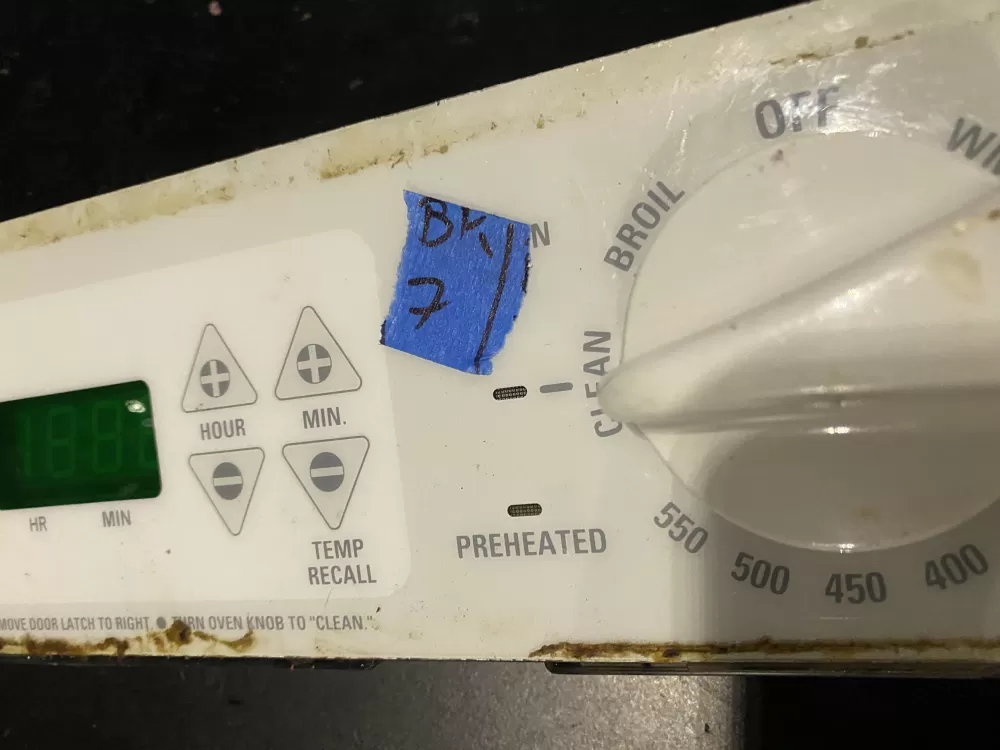 OFF
BROIL
CLEAN
BK
7
N
HOUR
MIN.
HR MIN
TEMP
RECALL
PREHEATED
550
500
450
400
MOVE DOOR LATCH TO RIGHT ● TURN OVEN KNOB TO "CLEAN."